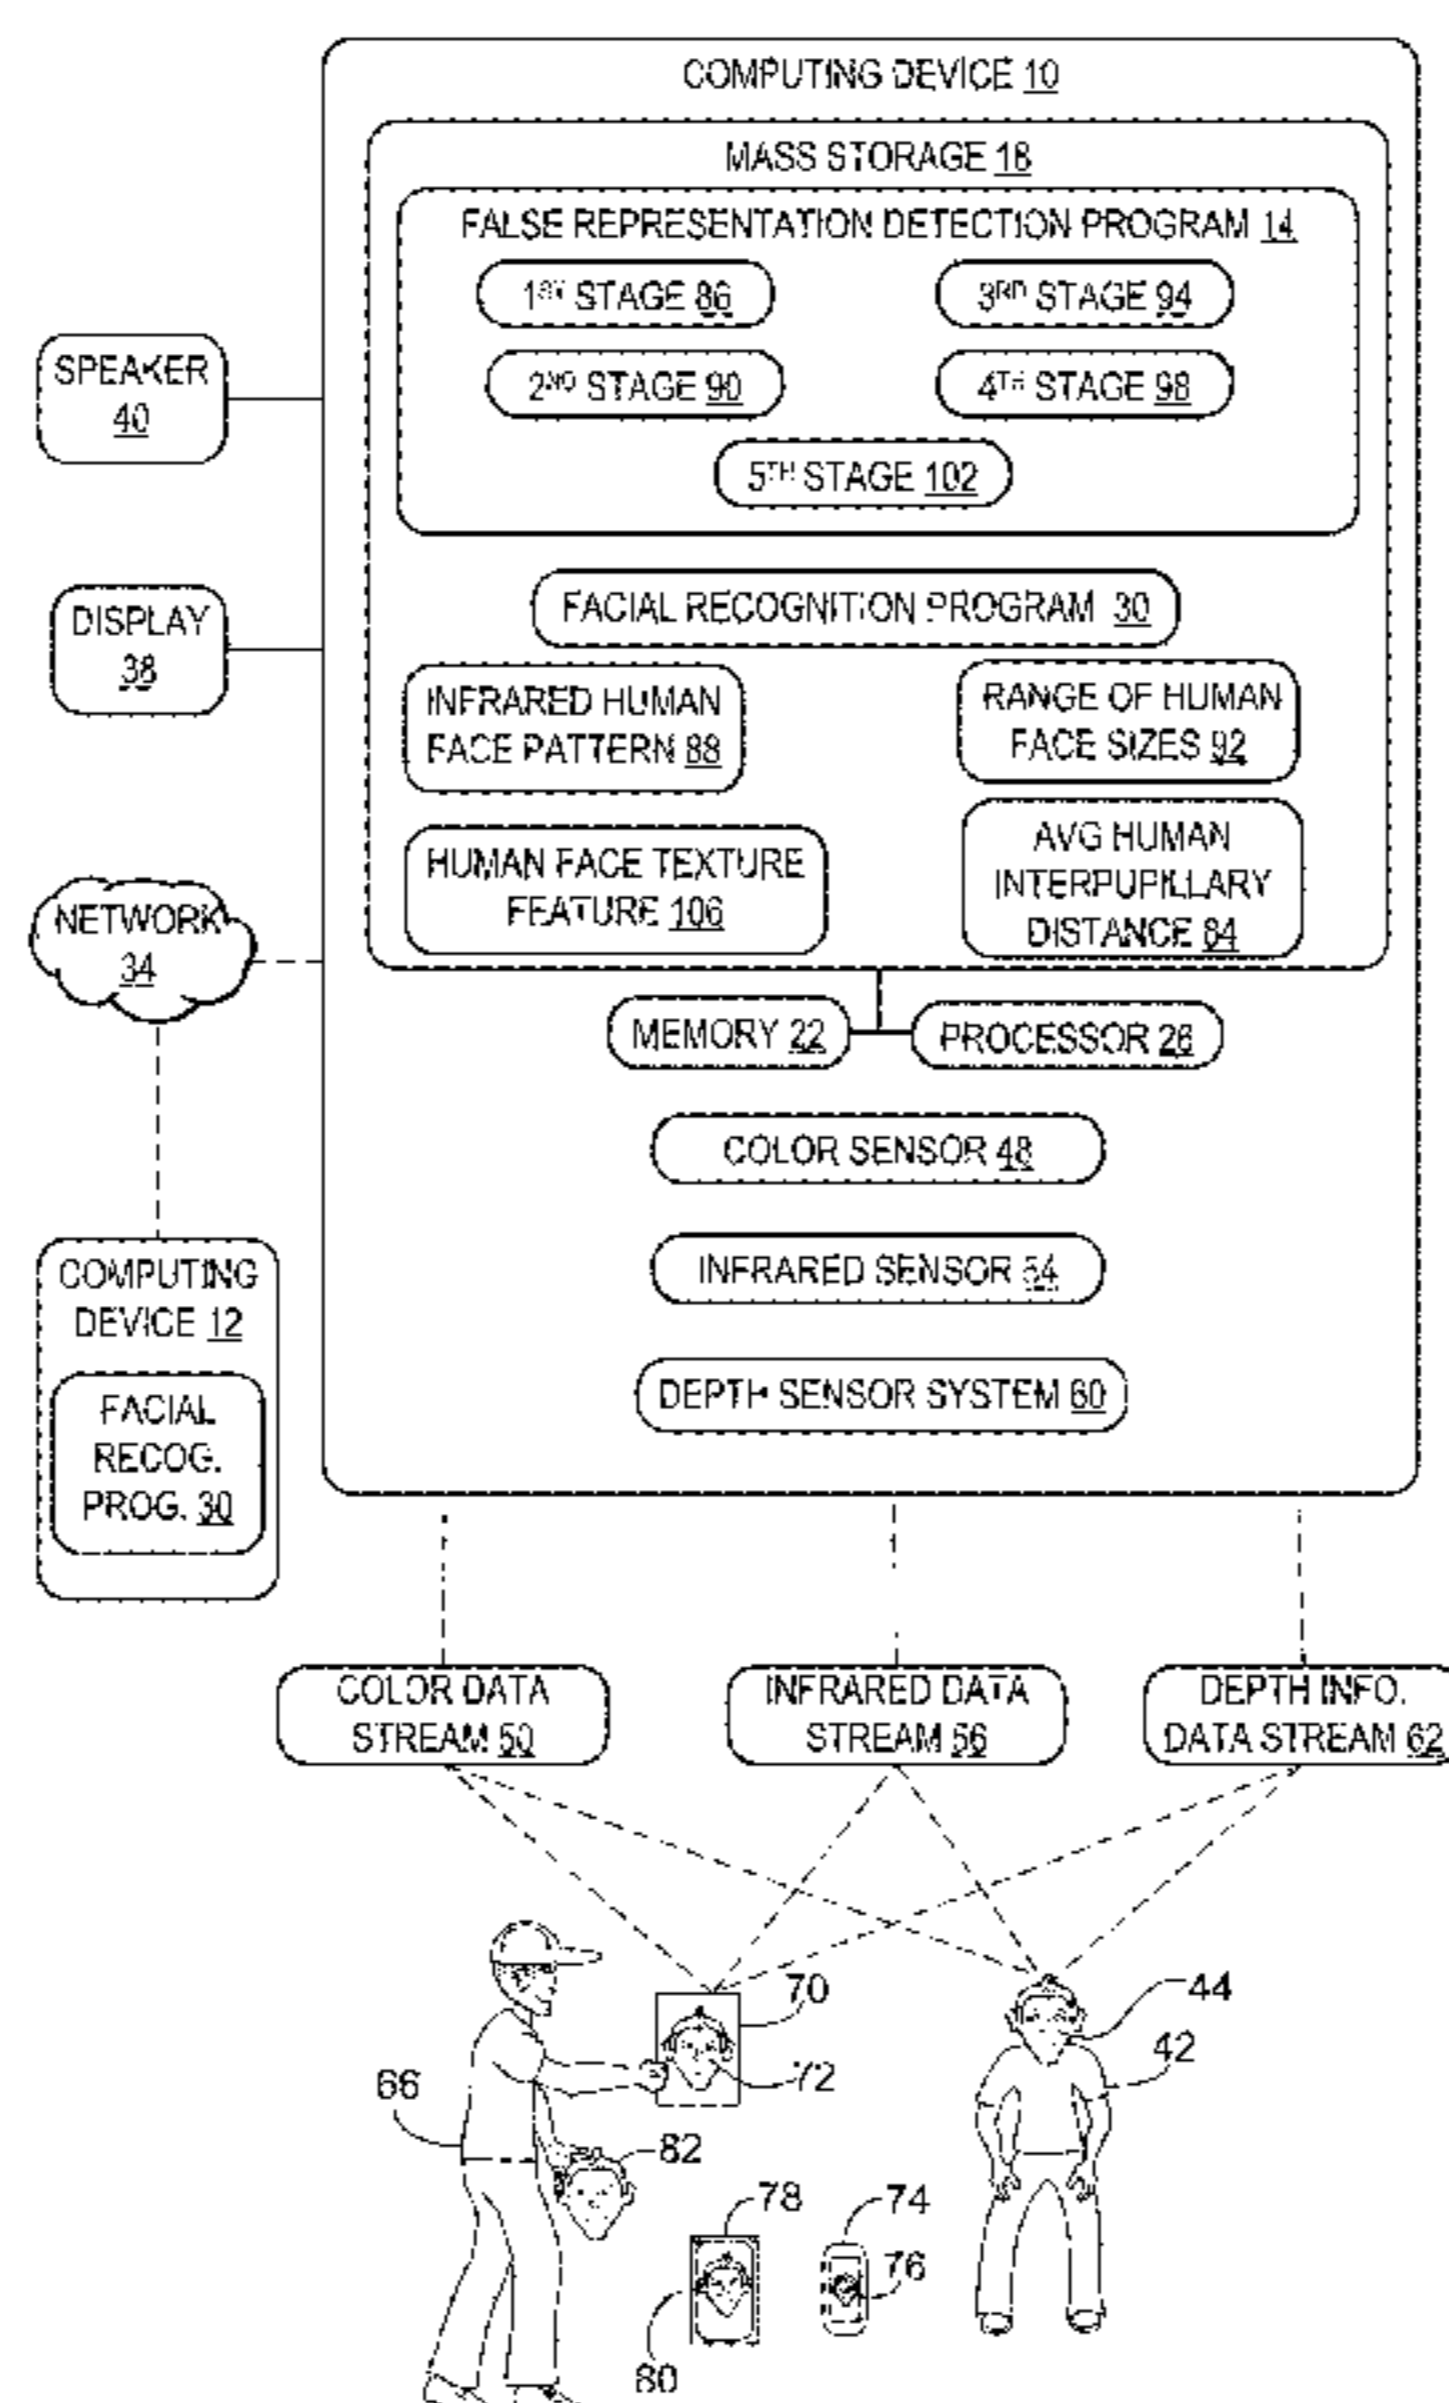 COMPUTING DEVICE 10
MASS STORAGE 18
FALSE REPRESENTATION DETECTION PROGRAM 14
1ST STAGE 86
3RD STAGE 94
2ND STAGE 90
4TH STAGE 98
5TH STAGE 102
SPEAKER
40
DISPLAY
38
FACIAL RECOGNITION PROGRAM 30
INFRARED HUMAN
FACE PATTERN 88
RANGE OF HUMAN
FACE SIZES 92
HUMAN FACE TEXTURE
FEATURE 106
AVG HUMAN
INTERPUPILLARY
DISTANCE 84
NETWORK
34
MEMORY 22
PROCESSOR 26
COLOR SENSOR 48
INFRARED SENSOR 54
DEPTH SENSOR SYSTEM 60
COMPUTING
DEVICE 12
FACIAL
RECOG.
PROG. 30
COLOR DATA
STREAM 50
INFRARED DATA
STREAM 56
DEPTH INFO.
DATA STREAM 62
70
44
72
42
66
82
78
74
76
80